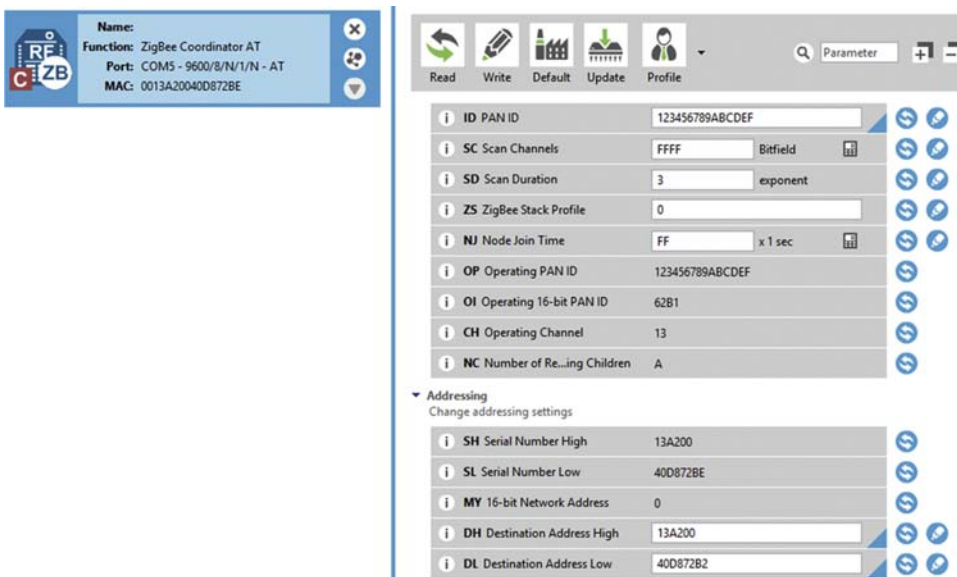 Name:
Function: ZigBee Coordinator AT
Port: COM5 - 9600/8/N/1/N - AT
MAC: 0013A20040D872BE
RF
C ZB
Read Write Default Update Profile Parameter
i ID PAN ID 123456789ABCDEF
i SC Scan Channels FFFF Bitfield
i SD Scan Duration 3 exponent
i ZS ZigBee Stack Profile 0
i NJ Node Join Time FF x 1 sec
i OP Operating PAN ID 123456789ABCDEF
i OI Operating 16-bit PAN ID 62B1
i CH Operating Channel 13
i NC Number of Re...ing Children A
Addressing
Change addressing settings
i SH Serial Number High 13A200
i SL Serial Number Low 40D872BE
i MY 16-bit Network Address 0
i DH Destination Address High 13A200
i DL Destination Address Low 40D872B2